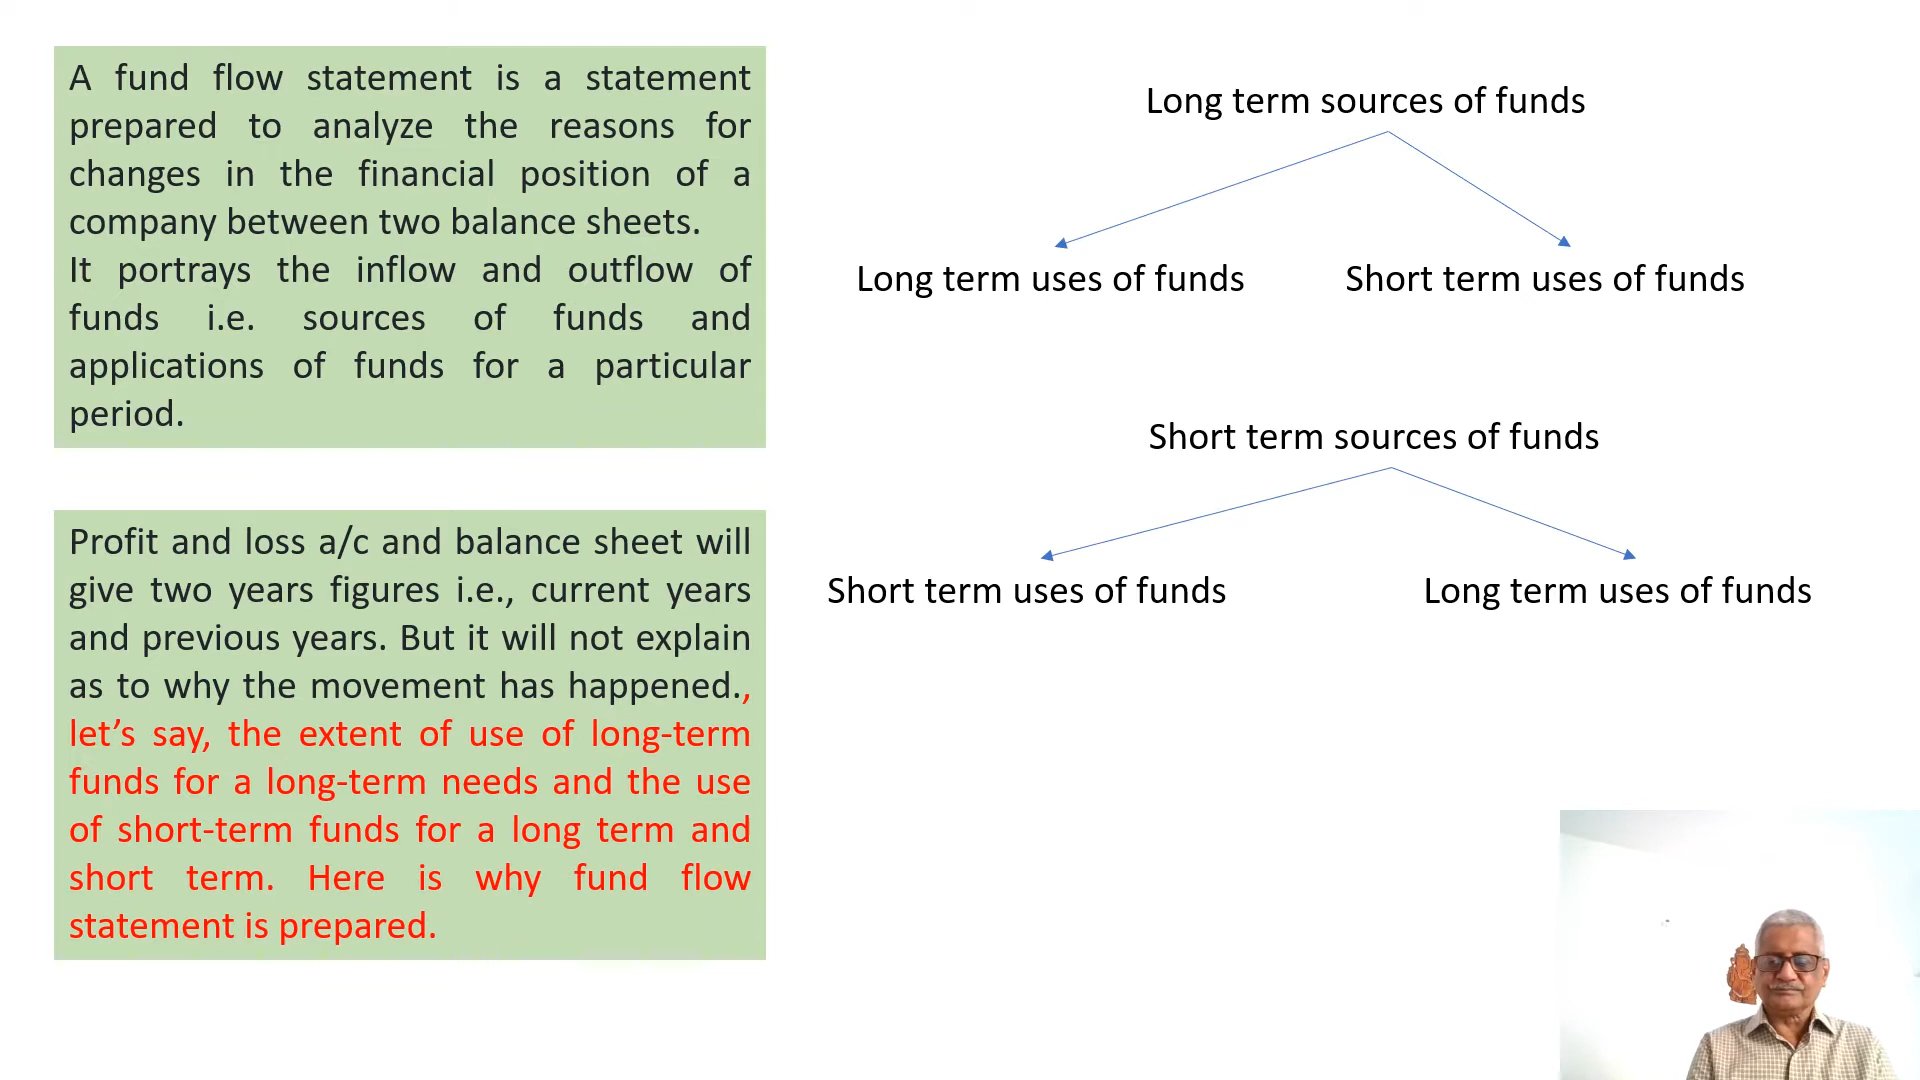 A fund flow statement is a statement
prepared to analyze the reasons for
changes in the financial position of a
company between two balance sheets.
It portrays the inflow and outflow of
funds i.e. sources of funds and
applications of funds for a particular
period.
Profit and loss a/c and balance sheet will
give two years figures i.e., current years
and previous years. But it will not explain
as to why the movement has happened.,
let’s say, the extent of use of long-term
funds for a long-term needs and the use
of short-term funds for a long term and
short term. Here is why fund flow
statement is prepared.
Long term sources of funds
Long term uses of funds
Short term uses of funds
Short term sources of funds
Short term uses of funds
Long term uses of funds